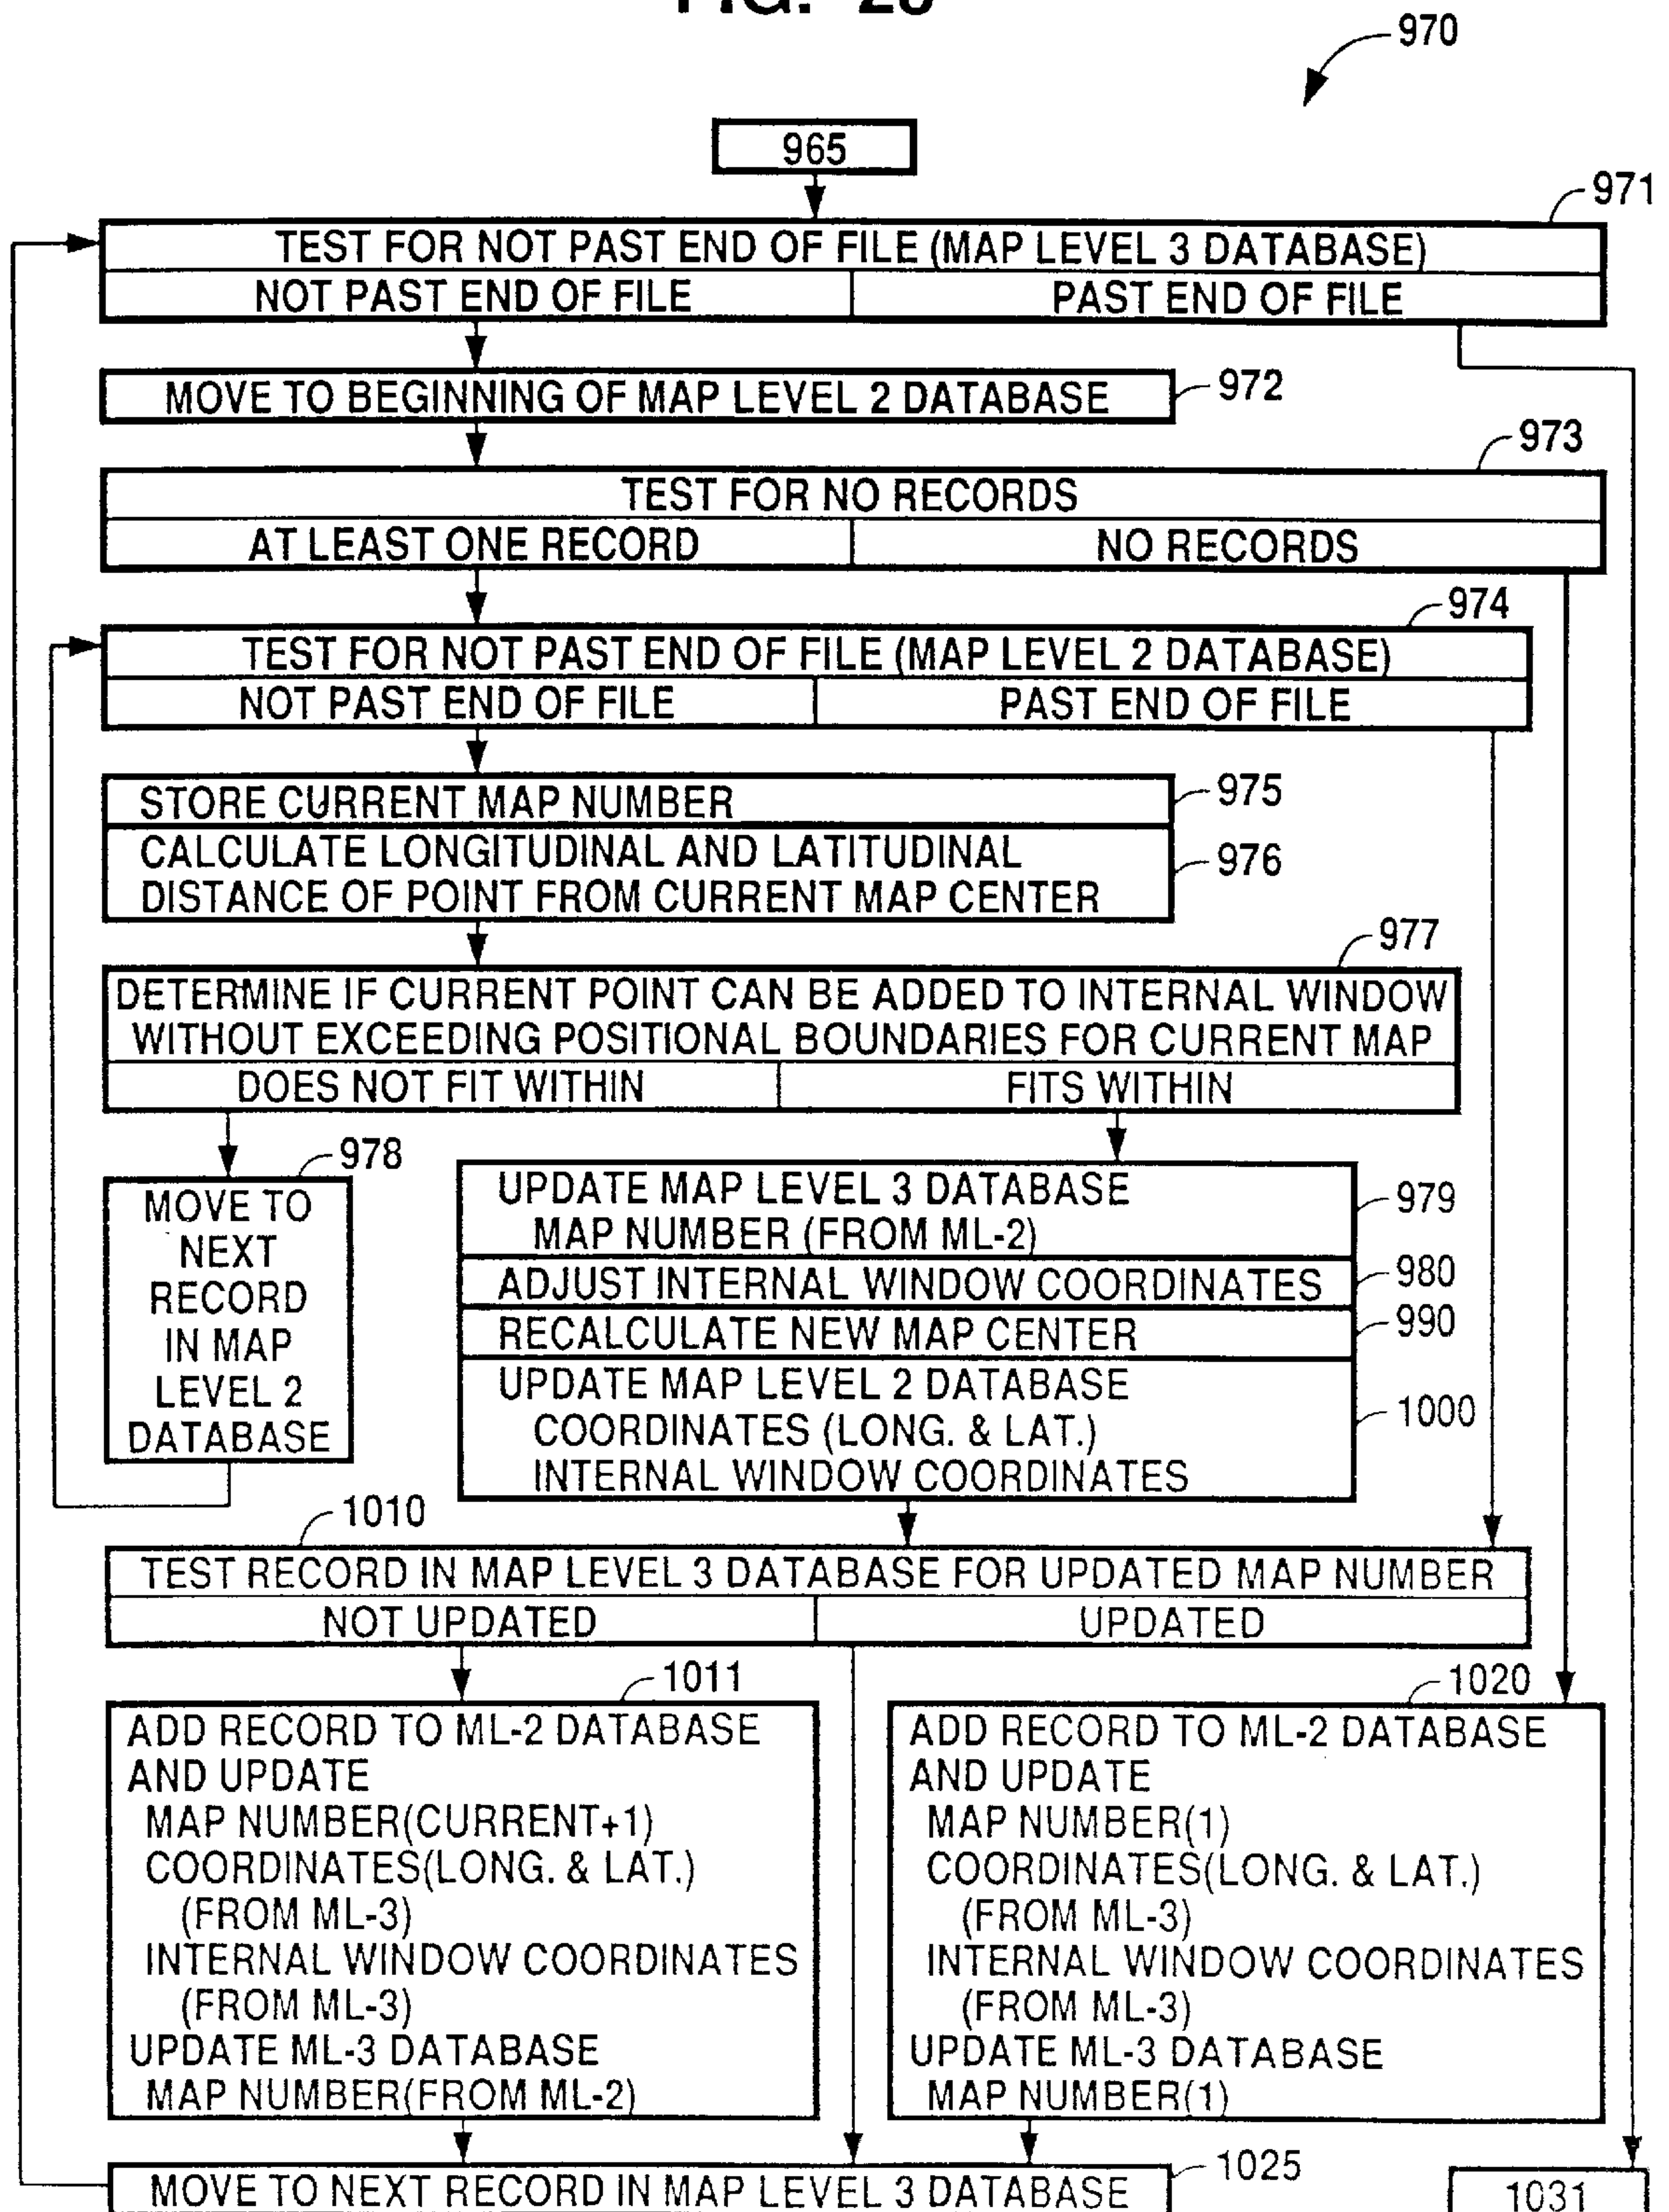 970
965
971
TEST FOR NOT PAST END OF FILE (MAP LEVEL 3 DATABASE)
NOT PAST END OF FILE
PAST END OF FILE
MOVE TO BEGINNING OF MAP LEVEL 2 DATABASE
972
973
TEST FOR NO RECORDS
AT LEAST ONE RECORD
NO RECORDS
974
TEST FOR NOT PAST END OF FILE (MAP LEVEL 2 DATABASE)
NOT PAST END OF FILE
PAST END OF FILE
STORE CURRENT MAP NUMBER
975
CALCULATE LONGITUDINAL AND LATITUDINAL
DISTANCE OF POINT FROM CURRENT MAP CENTER
976
977
DETERMINE IF CURRENT POINT CAN BE ADDED TO INTERNAL WINDOW
WITHOUT EXCEEDING POSITIONAL BOUNDARIES FOR CURRENT MAP
DOES NOT FIT WITHIN
FITS WITHIN
978
MOVE TO
NEXT
RECORD
IN MAP
LEVEL 2
DATABASE
UPDATE MAP LEVEL 3 DATABASE
MAP NUMBER (FROM ML-2)
979
ADJUST INTERNAL WINDOW COORDINATES
980
RECALCULATE NEW MAP CENTER
990
UPDATE MAP LEVEL 2 DATABASE
COORDINATES (LONG. & LAT.)
INTERNAL WINDOW COORDINATES
1000
1010
TEST RECORD IN MAP LEVEL 3 DATABASE FOR UPDATED MAP NUMBER
NOT UPDATED
UPDATED
1011
ADD RECORD TO ML-2 DATABASE
AND UPDATE
MAP NUMBER(CURRENT+1)
COORDINATES(LONG. & LAT.)
(FROM ML-3)
INTERNAL WINDOW COORDINATES
(FROM ML-3)
UPDATE ML-3 DATABASE
MAP NUMBER(FROM ML-2)
1020
ADD RECORD TO ML-2 DATABASE
AND UPDATE
MAP NUMBER(1)
COORDINATES(LONG. & LAT.)
(FROM ML-3)
INTERNAL WINDOW COORDINATES
(FROM ML-3)
UPDATE ML-3 DATABASE
MAP NUMBER(1)
MOVE TO NEXT RECORD IN MAP LEVEL 3 DATABASE
1025
1031